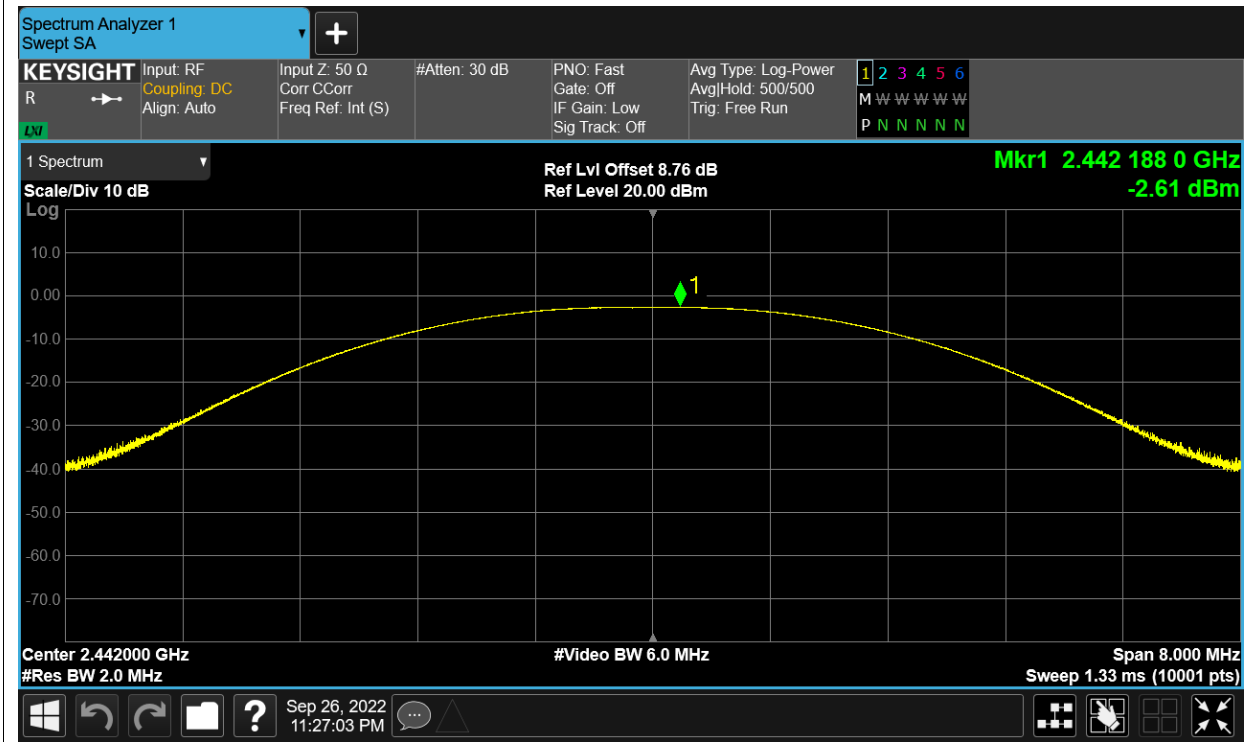 Spectrum Analyzer 1
Swept SA
KEYSIGHT
R
LXI
Input: RF
Coupling: DC
Align: Auto
Input Z: 50 Ω
Corr CCorr
Freq Ref: Int (S)
#Atten: 30 dB
PNO: Fast
Gate: Off
IF Gain: Low
Sig Track: Off
Avg Type: Log-Power
Avg|Hold: 500/500
Trig: Free Run
1 2 3 4 5 6
M W W W W W
P N N N N N
1 Spectrum
Scale/Div 10 dB
Log
Ref Lvl Offset 8.76 dB
Ref Level 20.00 dBm
Mkr1 2.442 188 0 GHz
-2.61 dBm
10.0
0.00
-10.0
-20.0
-30.0
-40.0
-50.0
-60.0
-70.0
1
Center 2.442000 GHz
#Res BW 2.0 MHz
#Video BW 6.0 MHz
Span 8.000 MHz
Sweep 1.33 ms (10001 pts)
?
Sep 26, 2022
11:27:03 PM